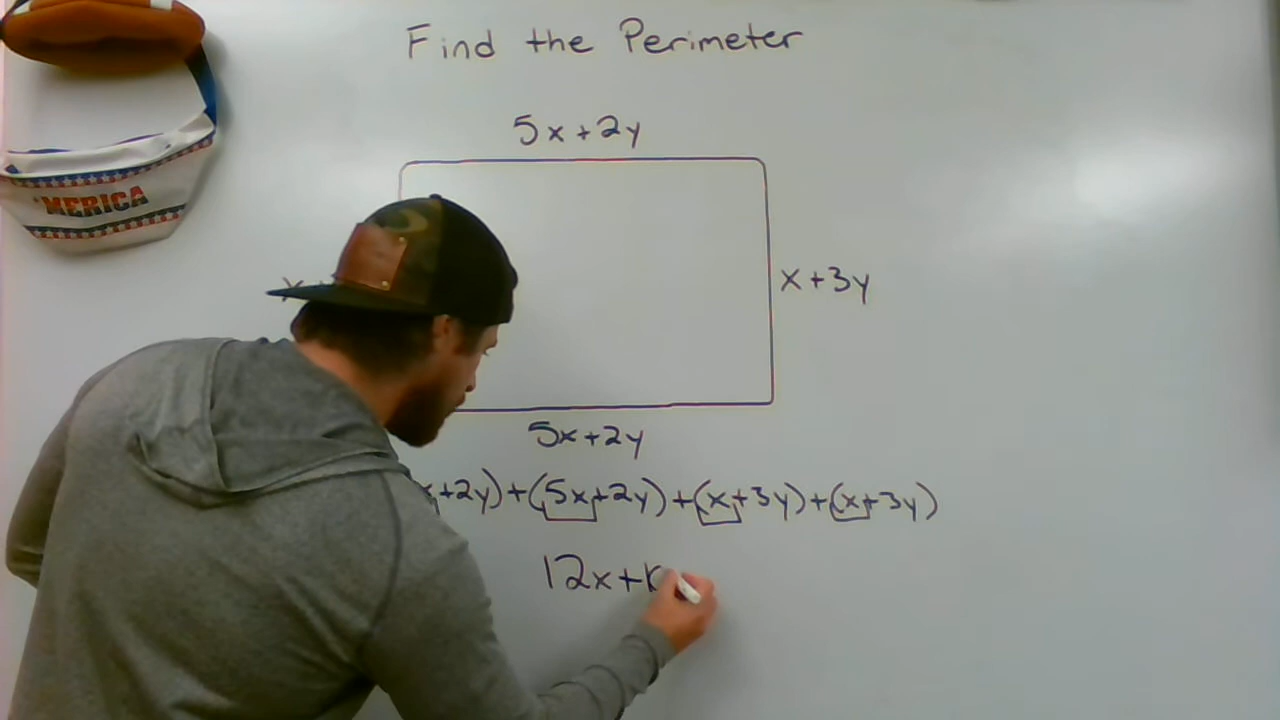 Find the Perimeter
5x+2y
'MERICA
x
x+3y
5x+2y
x+2y)+(5x+2y)+(x+3y)+(x+3y)
12x+1